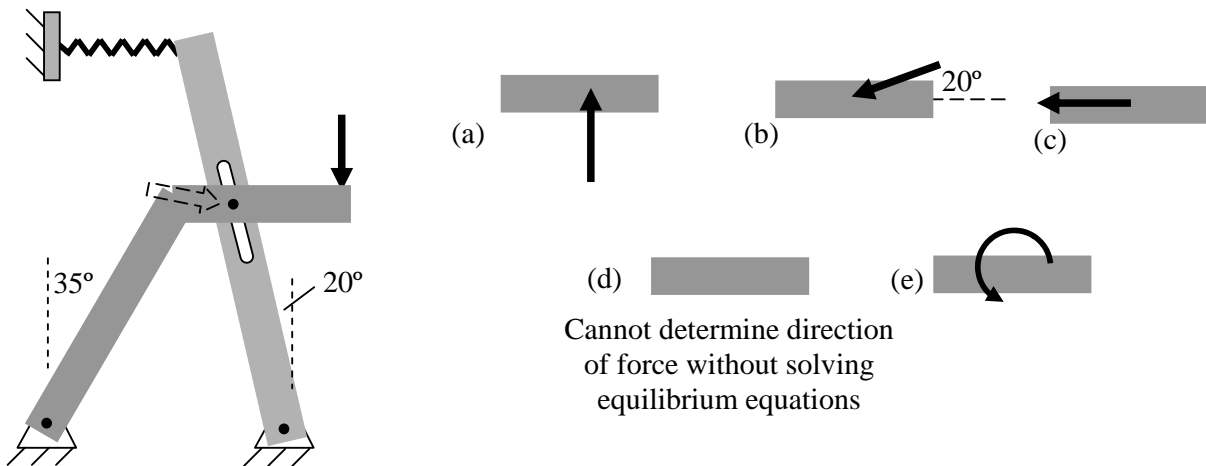 35º
20º
(a)
(b)
20º
(c)
(d)
Cannot determine direction
of force without solving
equilibrium equations
(e)